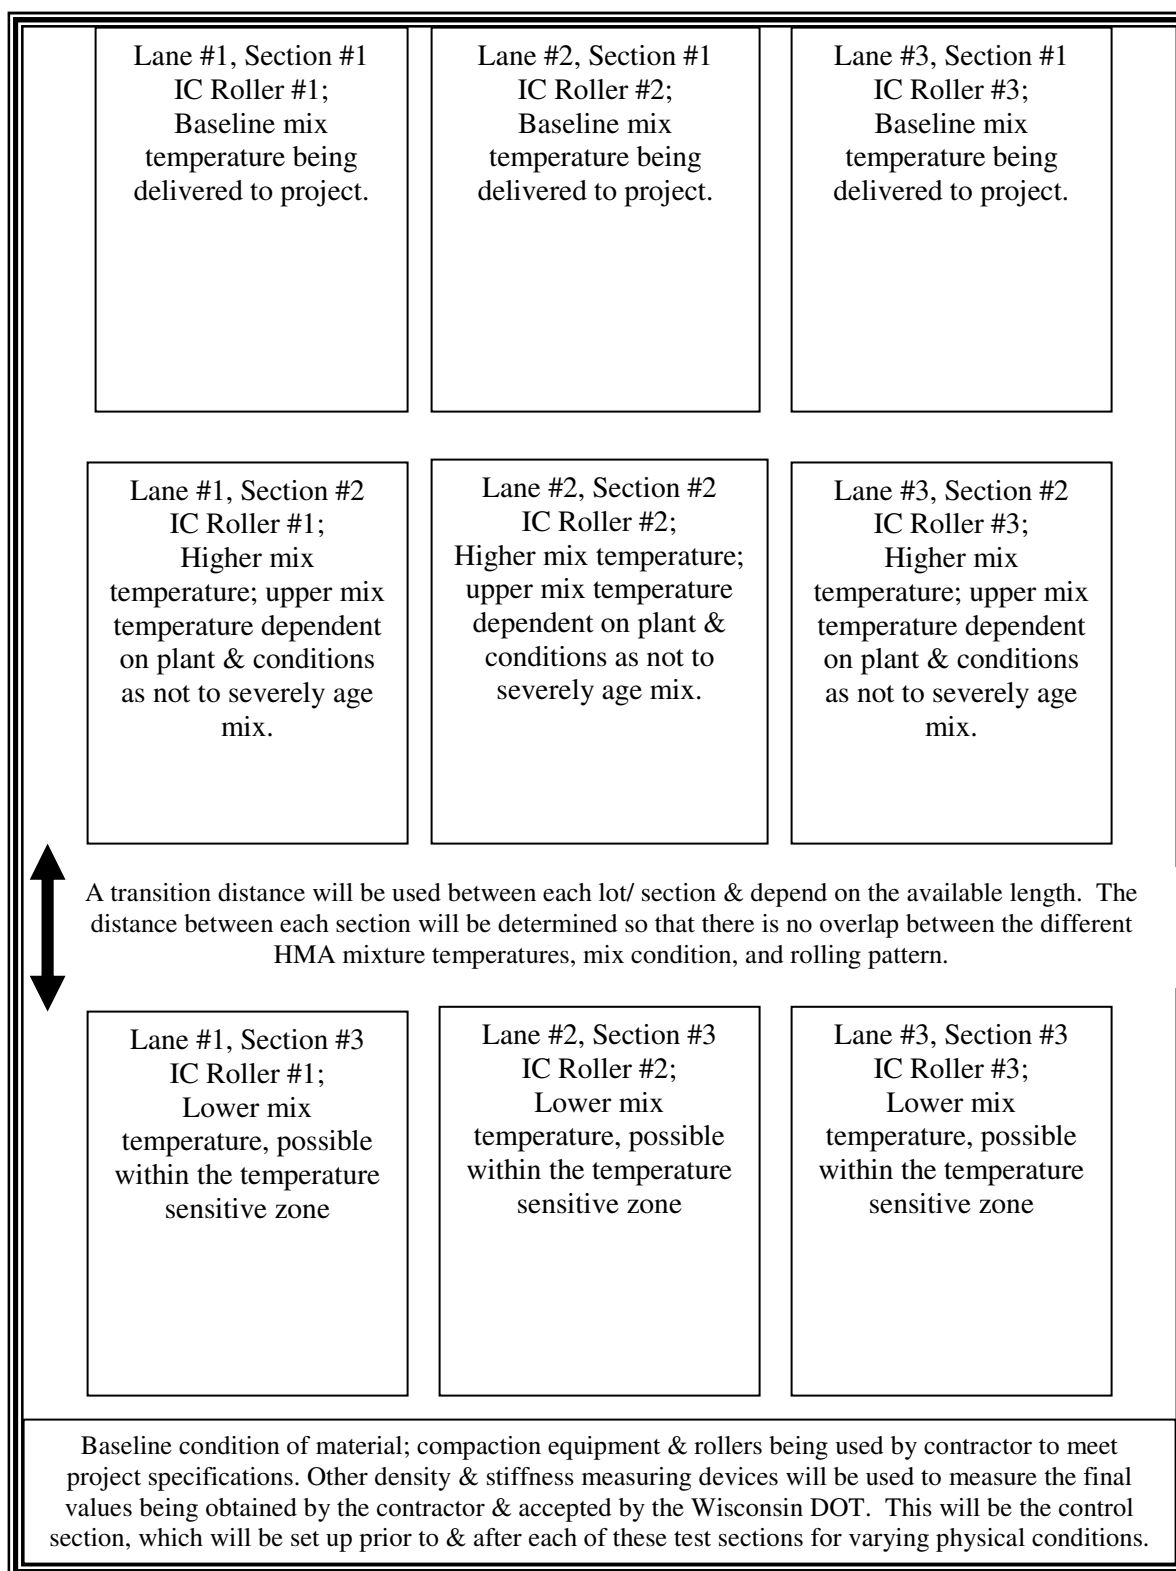 Lane #1, Section #1
IC Roller #1;
Baseline mix
temperature being
delivered to project.
Lane #2, Section #1
IC Roller #2;
Baseline mix
temperature being
delivered to project.
Lane #3, Section #1
IC Roller #3;
Baseline mix
temperature being
delivered to project.
Lane #1, Section #2
IC Roller #1;
Higher mix
temperature; upper mix
temperature dependent
on plant & conditions
as not to severely age
mix.
Lane #2, Section #2
IC Roller #2;
Higher mix temperature;
upper mix temperature
dependent on plant &
conditions as not to
severely age mix.
Lane #3, Section #2
IC Roller #3;
Higher mix
temperature; upper mix
temperature dependent
on plant & conditions
as not to severely age
mix.
A transition distance will be used between each lot/ section & depend on the available length.  The
distance between each section will be determined so that there is no overlap between the different
HMA mixture temperatures, mix condition, and rolling pattern.
Lane #1, Section #3
IC Roller #1;
Lower mix
temperature, possible
within the temperature
sensitive zone
Lane #2, Section #3
IC Roller #2;
Lower mix
temperature, possible
within the temperature
sensitive zone
Lane #3, Section #3
IC Roller #3;
Lower mix
temperature, possible
within the temperature
sensitive zone
Baseline condition of material; compaction equipment & rollers being used by contractor to meet
project specifications. Other density & stiffness measuring devices will be used to measure the final
values being obtained by the contractor & accepted by the Wisconsin DOT.  This will be the control
section, which will be set up prior to & after each of these test sections for varying physical conditions.